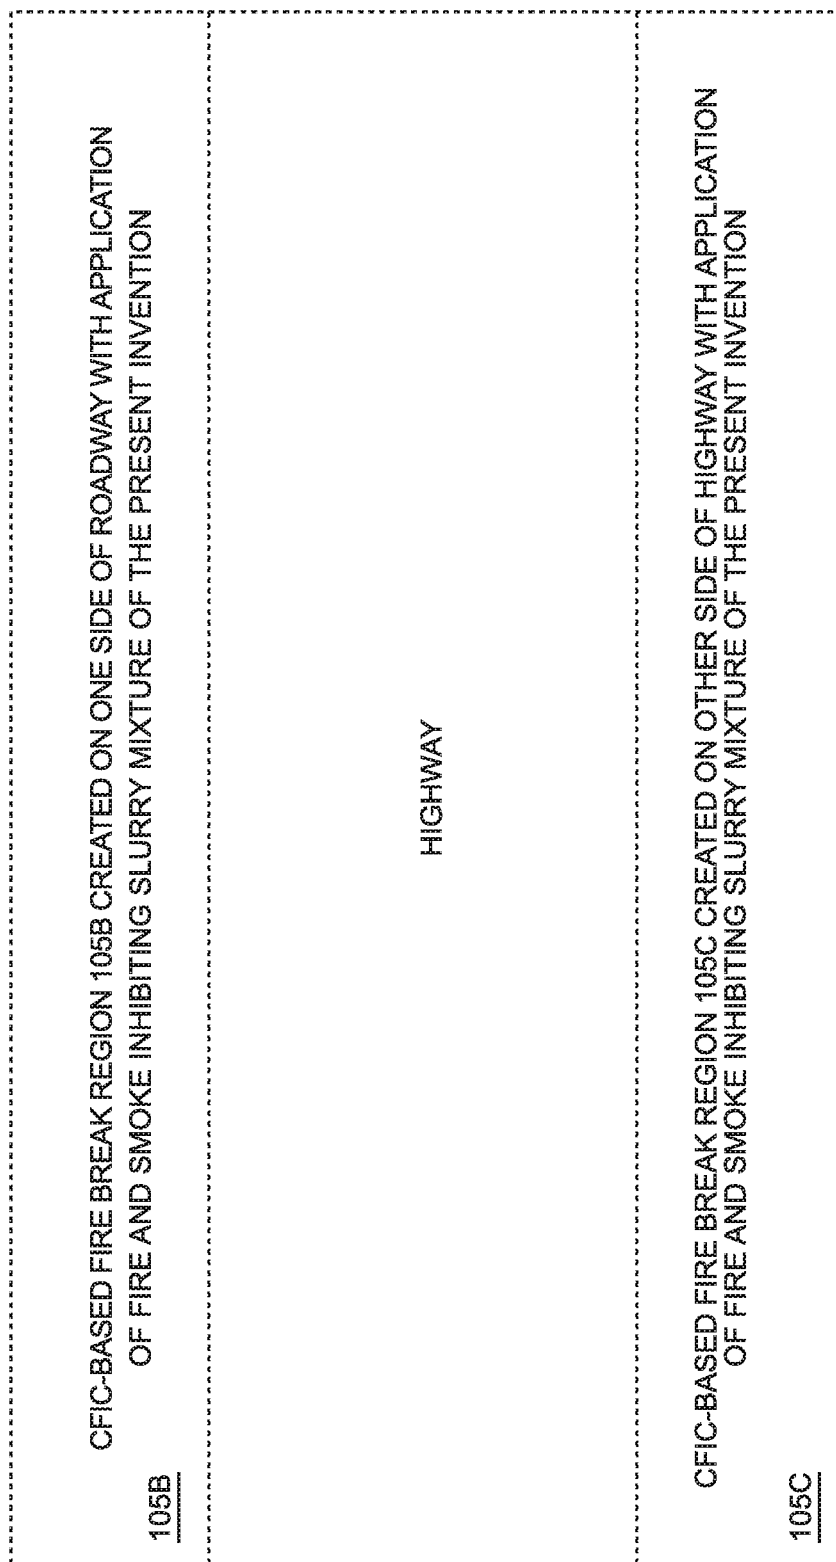 CFIC-BASED FIRE BREAK REGION 105B CREATED ON ONE SIDE OF ROADWAY WITH APPLICATION
OF FIRE AND SMOKE INHIBITING SLURRY MIXTURE OF THE PRESENT INVENTION
105B
HIGHWAY
CFIC-BASED FIRE BREAK REGION 105C CREATED ON OTHER SIDE OF HIGHWAY WITH APPLICATION
OF FIRE AND SMOKE INHIBITING SLURRY MIXTURE OF THE PRESENT INVENTION
105C